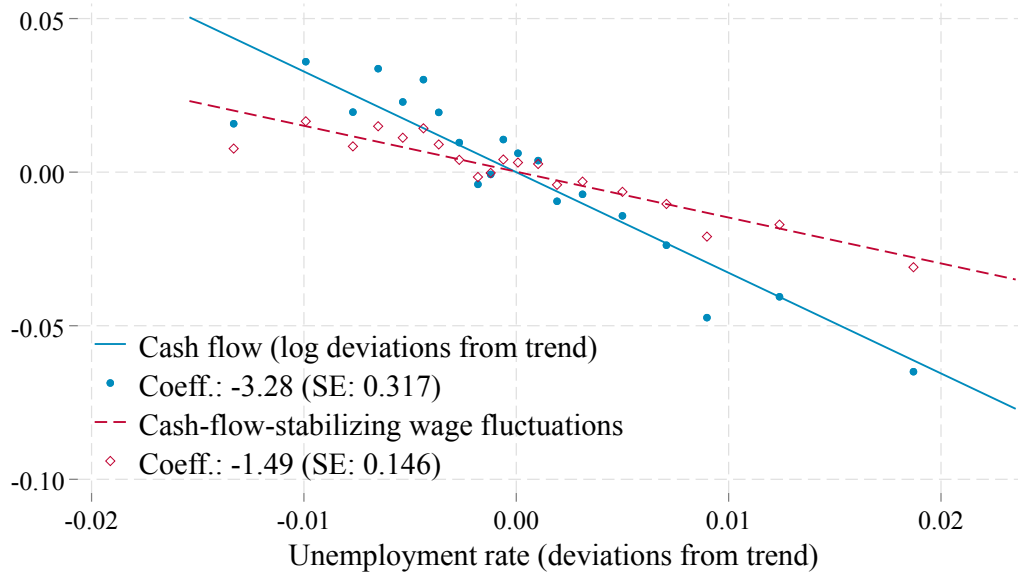 0.05
0.00
-0.05
-0.10
Cash flow (log deviations from trend)
Coeff.: -3.28 (SE: 0.317)
Cash-flow-stabilizing wage fluctuations
Coeff.: -1.49 (SE: 0.146)
-0.02 -0.01 0.00 0.01 0.02
Unemployment rate (deviations from trend)